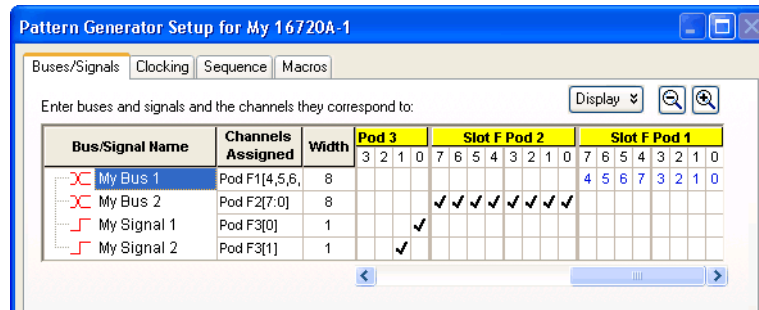 Pattern Generator Setup for My 16720A-1
Buses/Signals Clocking Sequence Macros
Enter buses and signals and the channels they correspond to:
Display
Bus/Signal Name Channels Assigned Width Pod 3 Slot F Pod 2 Slot F Pod 1
3 2 1 0 7 6 5 4 3 2 1 0 7 6 5 4 3 2 1 0
My Bus 1 Pod F1[4,5,6, 8 4 5 6 7 3 2 1 0
My Bus 2 Pod F2[7:0] 8
My Signal 1 Pod F3[0] 1
My Signal 2 Pod F3[1] 1